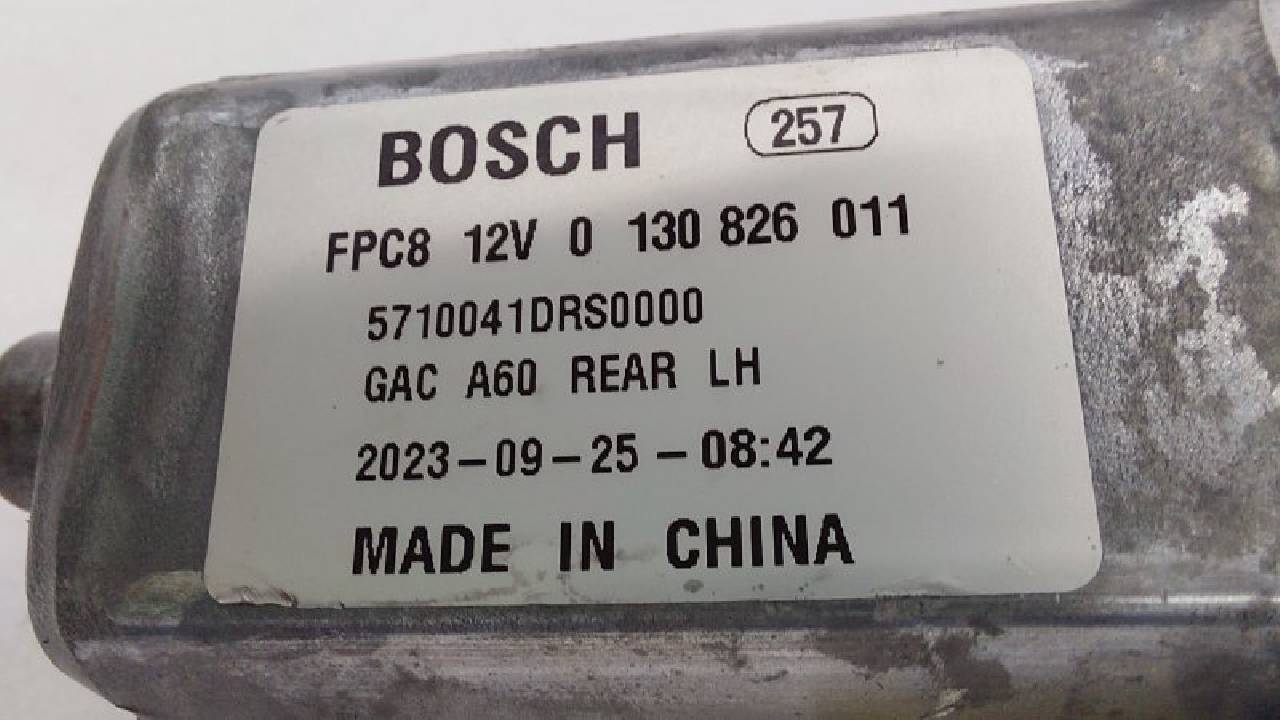 BOSCH 257
FPC8 12V 0 130 826 011
5710041DRS0000
GAC A60 REAR LH
2023-09-25-08:42
MADE IN CHINA